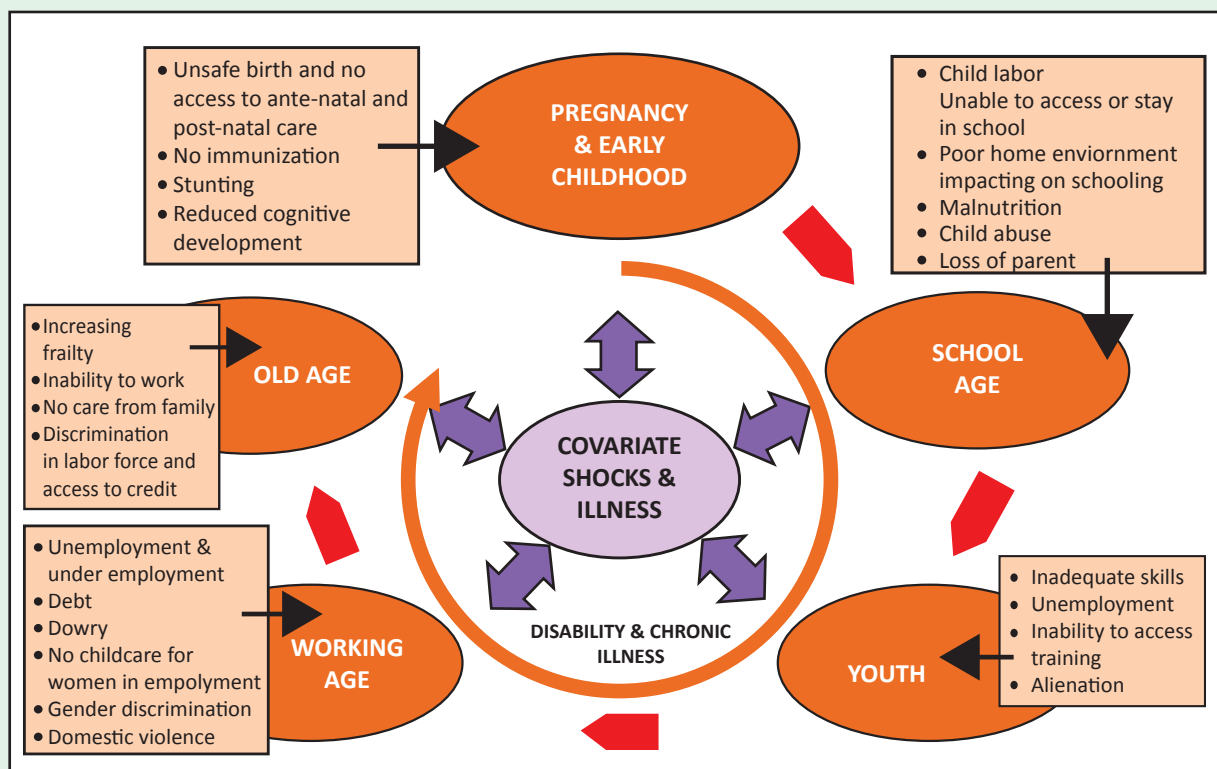 • Unsafe birth and no
access to ante-natal and
post-natal care
• No immunization
• Stunting
• Reduced cognitive
development
PREGNANCY
& EARLY
CHILDHOOD
• Child labor
Unable to access or stay
in school
• Poor home enviornment
impacting on schooling
• Malnutrition
• Child abuse
• Loss of parent
SCHOOL
AGE
• Inadequate skills
• Unemployment
• Inability to access
• training
• Alienation
YOUTH
• Unemployment &
under employment
• Debt
• Dowry
• No childcare for
women in empolyment
• Gender discrimination
• Domestic violence
WORKING
AGE
• Increasing
frailty
• Inability to work
• No care from family
• Discrimination
in labor force and
access to credit
OLD AGE
COVARIATE
SHOCKS &
ILLNESS
DISABILITY & CHRONIC
ILLNESS